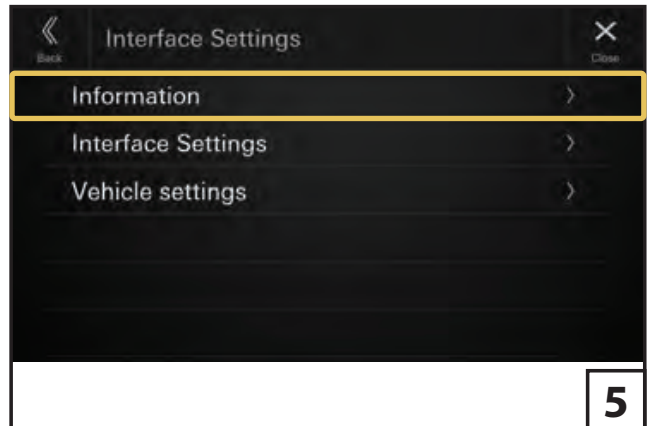 Interface Settings
Back
Close
Information
Interface Settings
Vehicle settings
5